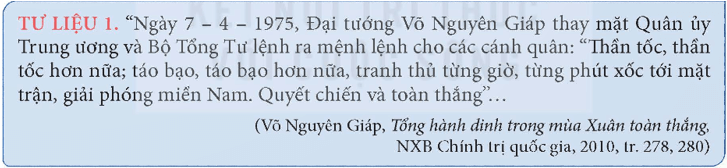 TƯ LIỆU 1. “Ngày 7 – 4 – 1975, Đại tướng Võ Nguyên Giáp thay mặt Quân ủy
Trung ương và Bộ Tổng Tư lệnh ra mệnh lệnh cho các cánh quân: “Thần tốc, thần
tốc hơn nữa; táo bạo, táo bạo hơn nữa, tranh thủ từng giờ, từng phút xốc tới mặt
trận, giải phóng miền Nam. Quyết chiến và toàn thắng”…
(Võ Nguyên Giáp, Tổng hành dinh trong mùa Xuân toàn thắng,
NXB Chính trị quốc gia, 2010, tr. 278, 280)